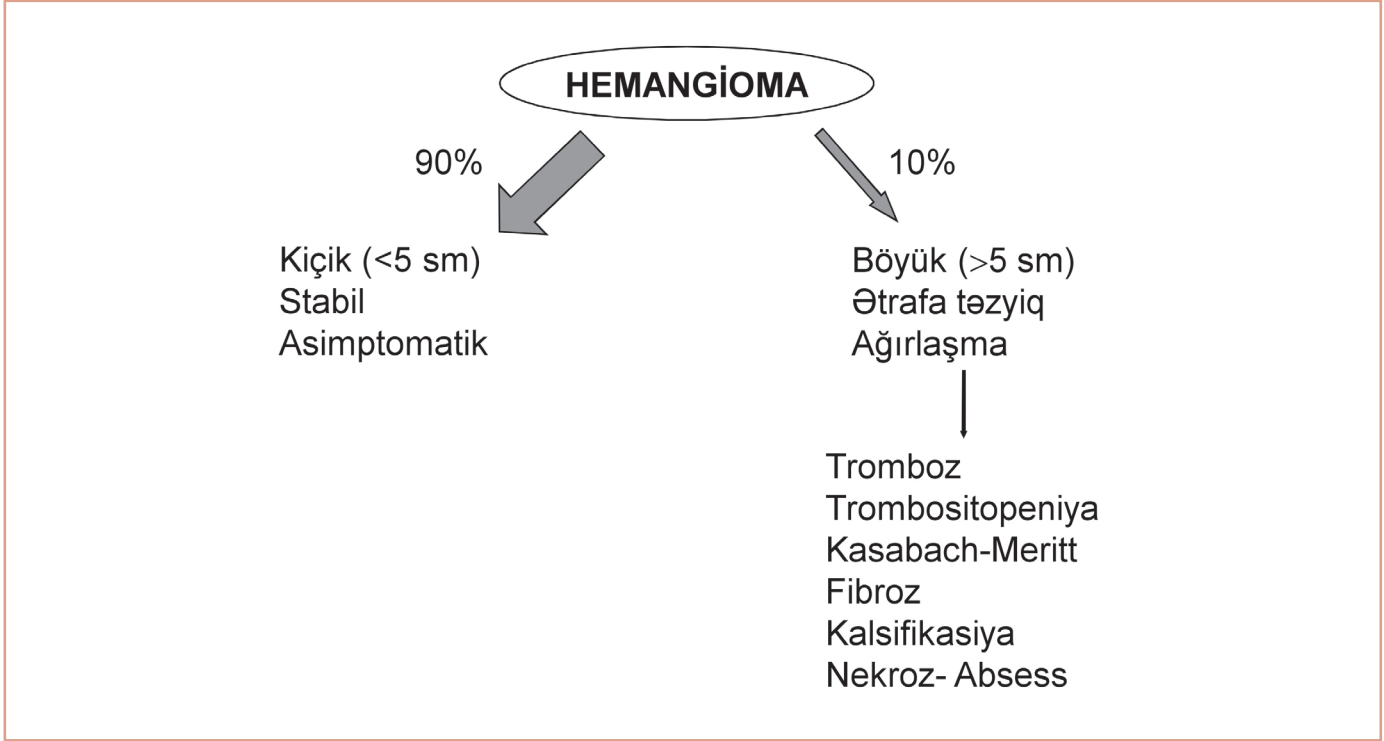 HEMANGİOMA
90%
10%
Kiçik (<5 sm)
Stabil
Asimptomatik
Böyük (>5 sm)
Ətrafa təzyiq
Ağırlaşma
Tromboz
Trombositopeniya
Kasabach-Meritt
Fibroz
Kalsifikasiya
Nekroz- Absess